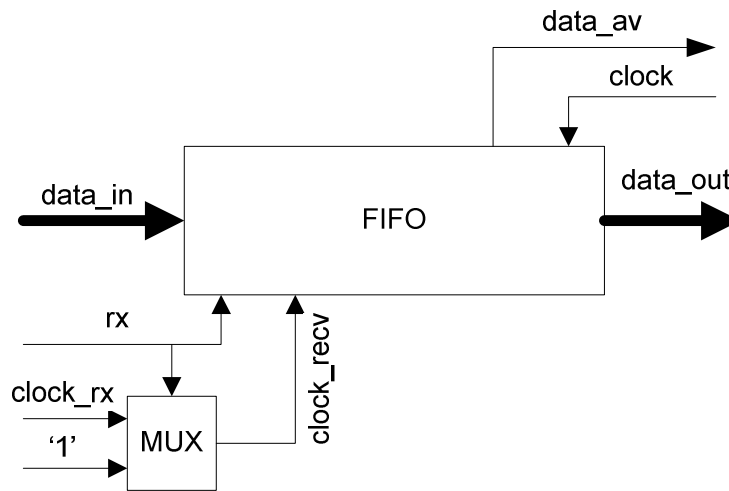 data_av
clock
data_in
FIFO
data_out
rx
clock_recv
clock_rx
‘1’
MUX